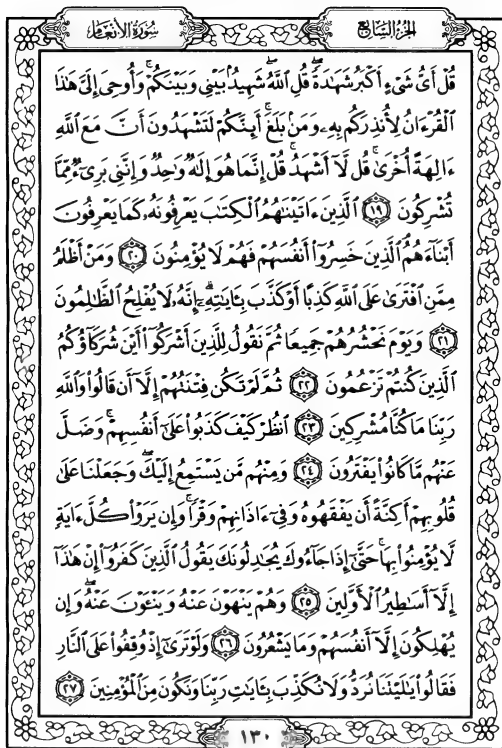 الجزء السابع
سورة الأنعام
قُلْ أَىُّ شَىْءٍ أَكْبَرُ شَهَـٰدَةً ۖ قُلِ ٱللَّهُ ۖ شَهِيدٌۢ بَيْنِى وَبَيْنَكُمْ ۚ وَأُوحِىَ إِلَىَّ هَـٰذَا
ٱلْقُرْءَانُ لِأُنذِرَكُم بِهِۦ وَمَنۢ بَلَغَ ۚ أَئِنَّكُمْ لَتَشْهَدُونَ أَنَّ مَعَ ٱللَّهِ
ءَالِهَةً أُخْرَىٰ ۚ قُل لَّآ أَشْهَدُ ۚ قُلْ إِنَّمَا هُوَ إِلَـٰهٌ وَٰحِدٌ وَإِنَّنِى بَرِىٓءٌ مِّمَّا
تُشْرِكُونَ ١٩ ٱلَّذِينَ ءَاتَيْنَـٰهُمُ ٱلْكِتَـٰبَ يَعْرِفُونَهُۥ كَمَا يَعْرِفُونَ
أَبْنَآءَهُمُ ٱلَّذِينَ خَسِرُوٓا۟ أَنفُسَهُمْ فَهُمْ لَا يُؤْمِنُونَ ٢٠ وَمَنْ أَظْلَمُ
مِمَّنِ ٱفْتَرَىٰ عَلَى ٱللَّهِ كَذِبًا أَوْ كَذَّبَ بِـَٔايَـٰتِهِۦٓ ۗ إِنَّهُۥ لَا يُفْلِحُ ٱلظَّـٰلِمُونَ
٢١ وَيَوْمَ نَحْشُرُهُمْ جَمِيعًا ثُمَّ نَقُولُ لِلَّذِينَ أَشْرَكُوٓا۟ أَيْنَ شُرَكَآؤُكُمُ
ٱلَّذِينَ كُنتُمْ تَزْعُمُونَ ٢٢ ثُمَّ لَمْ تَكُن فِتْنَتُهُمْ إِلَّآ أَن قَالُوا۟ وَٱللَّهِ
رَبِّنَا مَا كُنَّا مُشْرِكِينَ ٢٣ ٱنظُرْ كَيْفَ كَذَبُوا۟ عَلَىٰٓ أَنفُسِهِمْ ۚ وَضَلَّ
عَنْهُم مَّا كَانُوا۟ يَفْتَرُونَ ٢٤ وَمِنْهُم مَّن يَسْتَمِعُ إِلَيْكَ ۖ وَجَعَلْنَا عَلَىٰ
قُلُوبِهِمْ أَكِنَّةً أَن يَفْقَهُوهُ وَفِىٓ ءَاذَانِهِمْ وَقْرًا ۚ وَإِن يَرَوْا۟ كُلَّ ءَايَةٍ
لَّا يُؤْمِنُوا۟ بِهَا ۚ حَتَّىٰٓ إِذَا جَآءُوكَ يُجَـٰدِلُونَكَ يَقُولُ ٱلَّذِينَ كَفَرُوٓا۟ إِنْ هَـٰذَآ
إِلَّآ أَسَـٰطِيرُ ٱلْأَوَّلِينَ ٢٥ وَهُمْ يَنْهَوْنَ عَنْهُ وَيَنْـَٔوْنَ عَنْهُ ۖ وَإِن
يُهْلِكُونَ إِلَّآ أَنفُسَهُمْ وَمَا يَشْعُرُونَ ٢٦ وَلَوْ تَرَىٰٓ إِذْ وُقِفُوا۟ عَلَى ٱلنَّارِ
فَقَالُوا۟ يَـٰلَيْتَنَا نُرَدُّ وَلَا نُكَذِّبَ بِـَٔايَـٰتِ رَبِّنَا وَنَكُونَ مِنَ ٱلْمُؤْمِنِينَ ٢٧
١٣٠